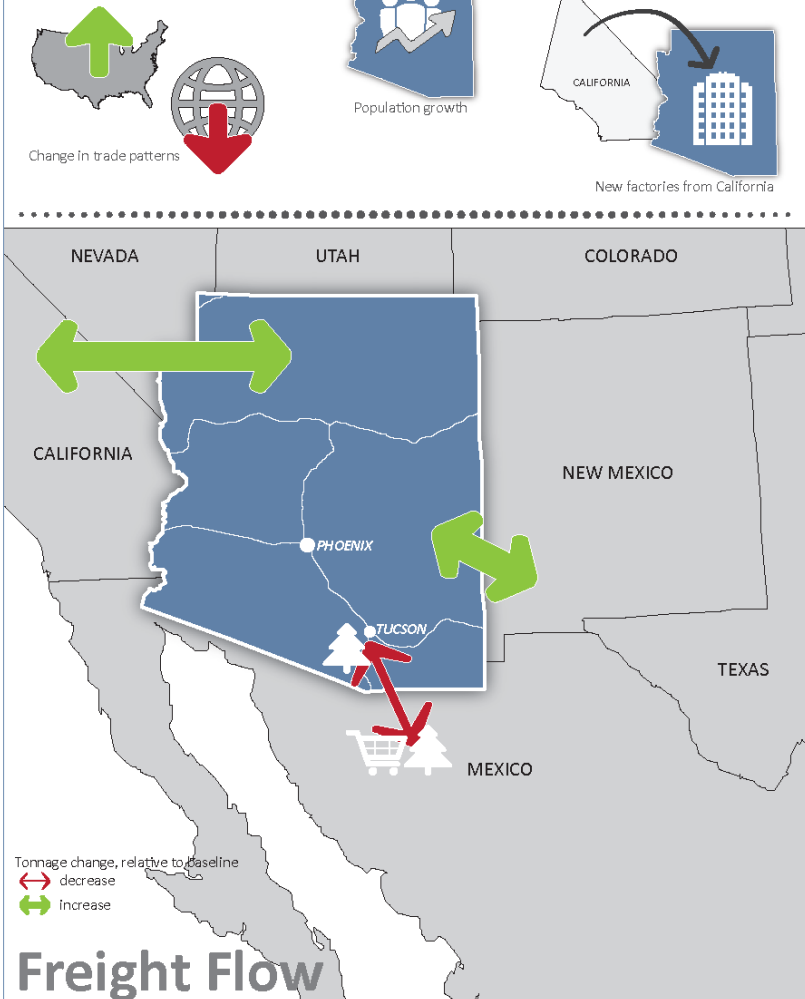 Change in trade patterns
Population growth
CALIFORNIA
New factories from California
NEVADA
UTAH
COLORADO
CALIFORNIA
NEW MEXICO
PHOENIX
TUCSON
TEXAS
MEXICO
Tonnage change, relative to baseline
decrease
increase
Freight Flow